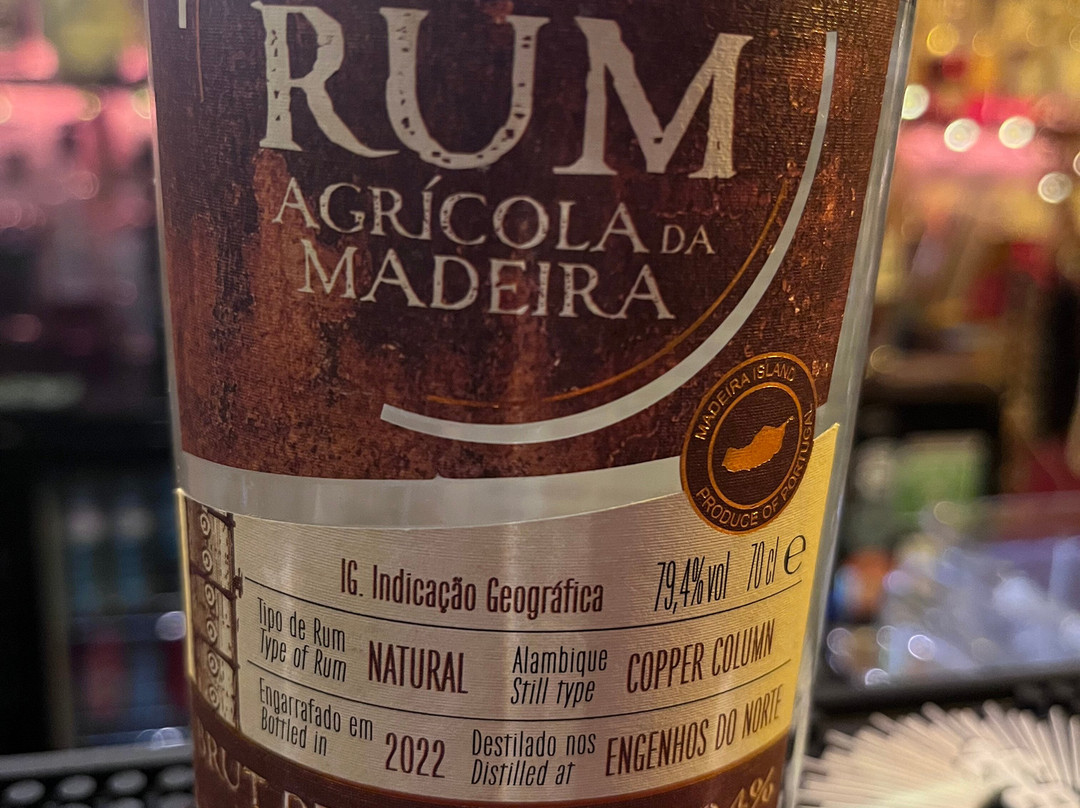 RUM
AGRÍCOLA DA
MADEIRA
MADEIRA ISLAND
PRODUCE OF PORTUGAL
IG. Indicação Geográfica 79,4%vol 70 cl e
Tipo de Rum
Type of Rum
NATURAL
Alambique
Still type
COPPER COLUMN
Engarrafado em
Bottled in
2022
Destilado nos
Distilled at
ENGENHOS DO NORTE
BRUT